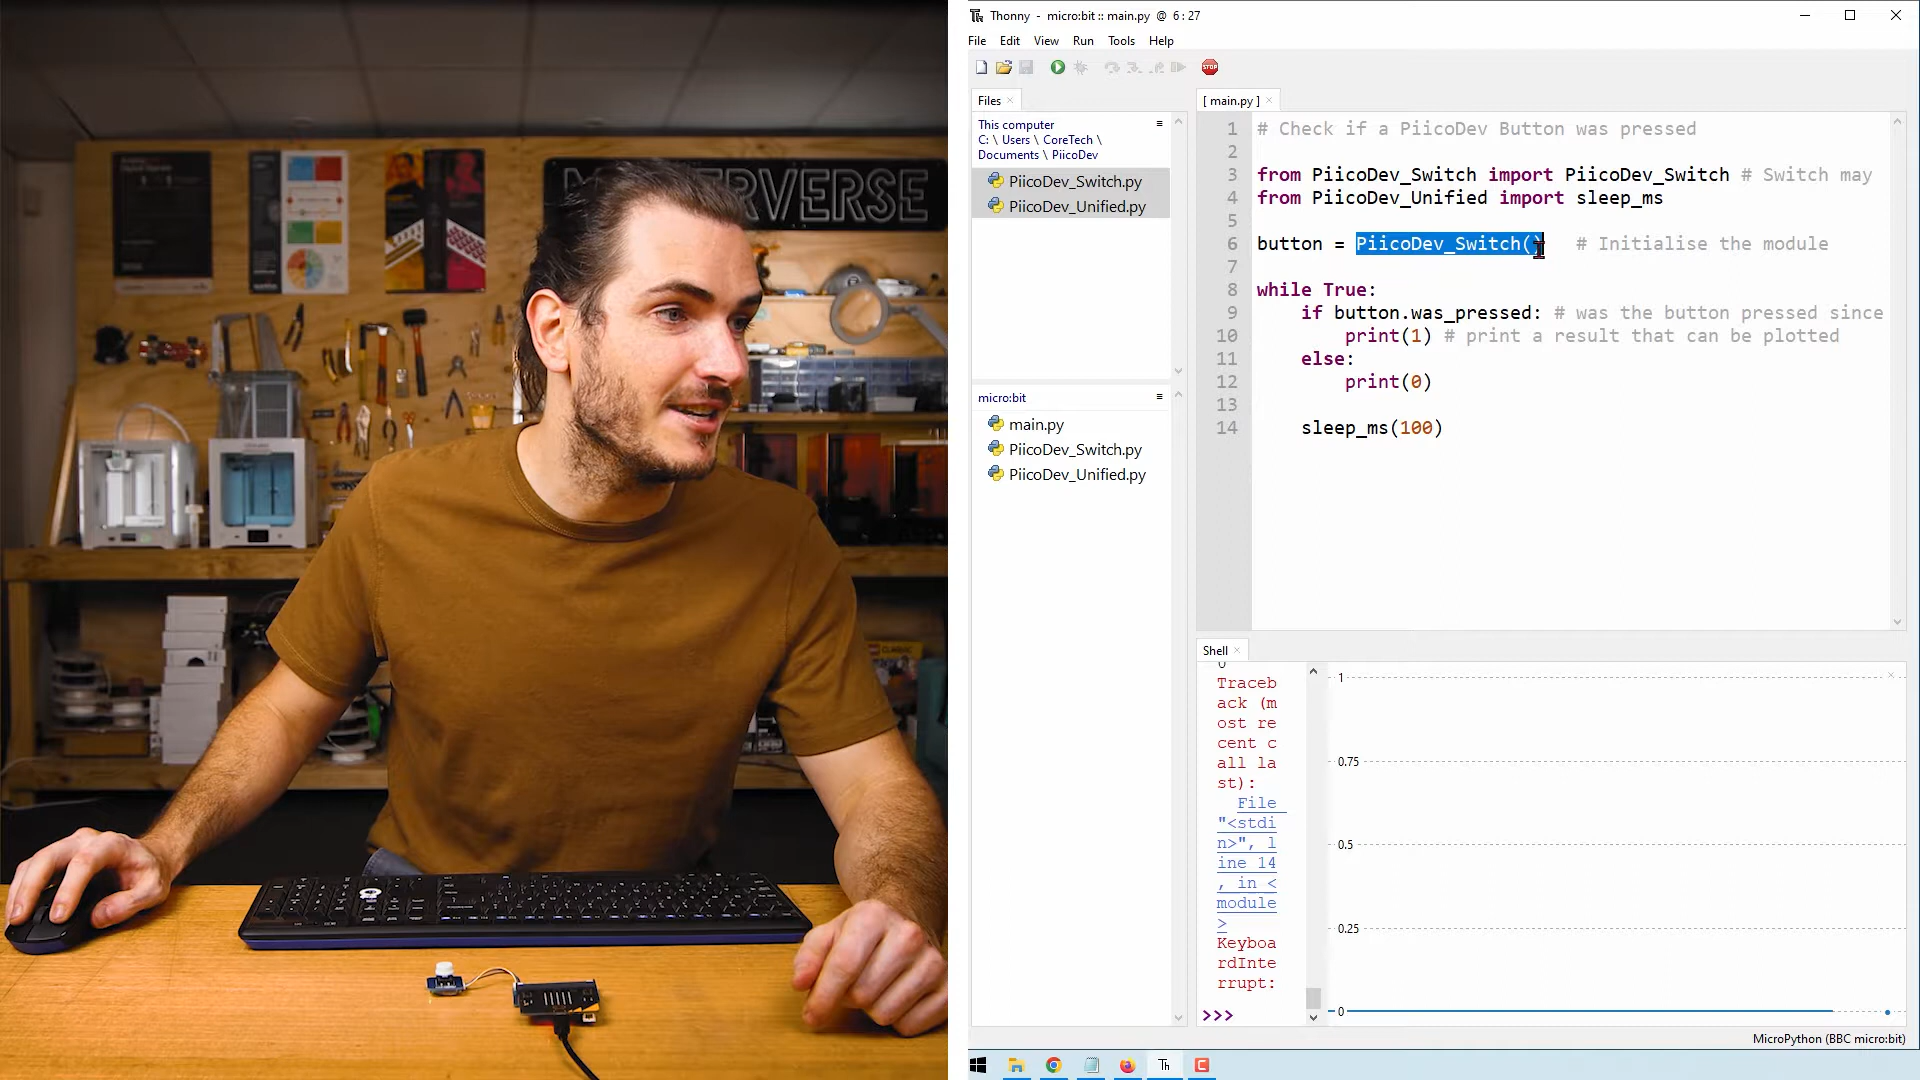 VERSE
CLASSIC
Thonny - micro:bit :: main.py @ 6 : 27
File Edit View Run Tools Help
STOP
Files
This computer
C: \ Users \ CoreTech \
Documents \ PiicoDev
PiicoDev_Switch.py
PiicoDev_Unified.py
micro:bit
main.py
PiicoDev_Switch.py
PiicoDev_Unified.py
[ main.py ]
1 # Check if a PiicoDev Button was pressed
2
3 from PiicoDev_Switch import PiicoDev_Switch # Switch may
4 from PiicoDev_Unified import sleep_ms
5
6 button = PiicoDev_Switch() # Initialise the module
7
8 while True:
9 if button.was_pressed: # was the button pressed since
10 print(1) # print a result that can be plotted
11 else:
12 print(0)
13
14 sleep_ms(100)
Shell
Traceb
ack (m
ost re
cent c
all la
st):
File
"<stdi
n>", l
ine 14
, in <
module
>
Keyboa
rdInte
rrupt:
>>>
1
0.75
0.5
0.25
0
MicroPython (BBC micro:bit)
Th